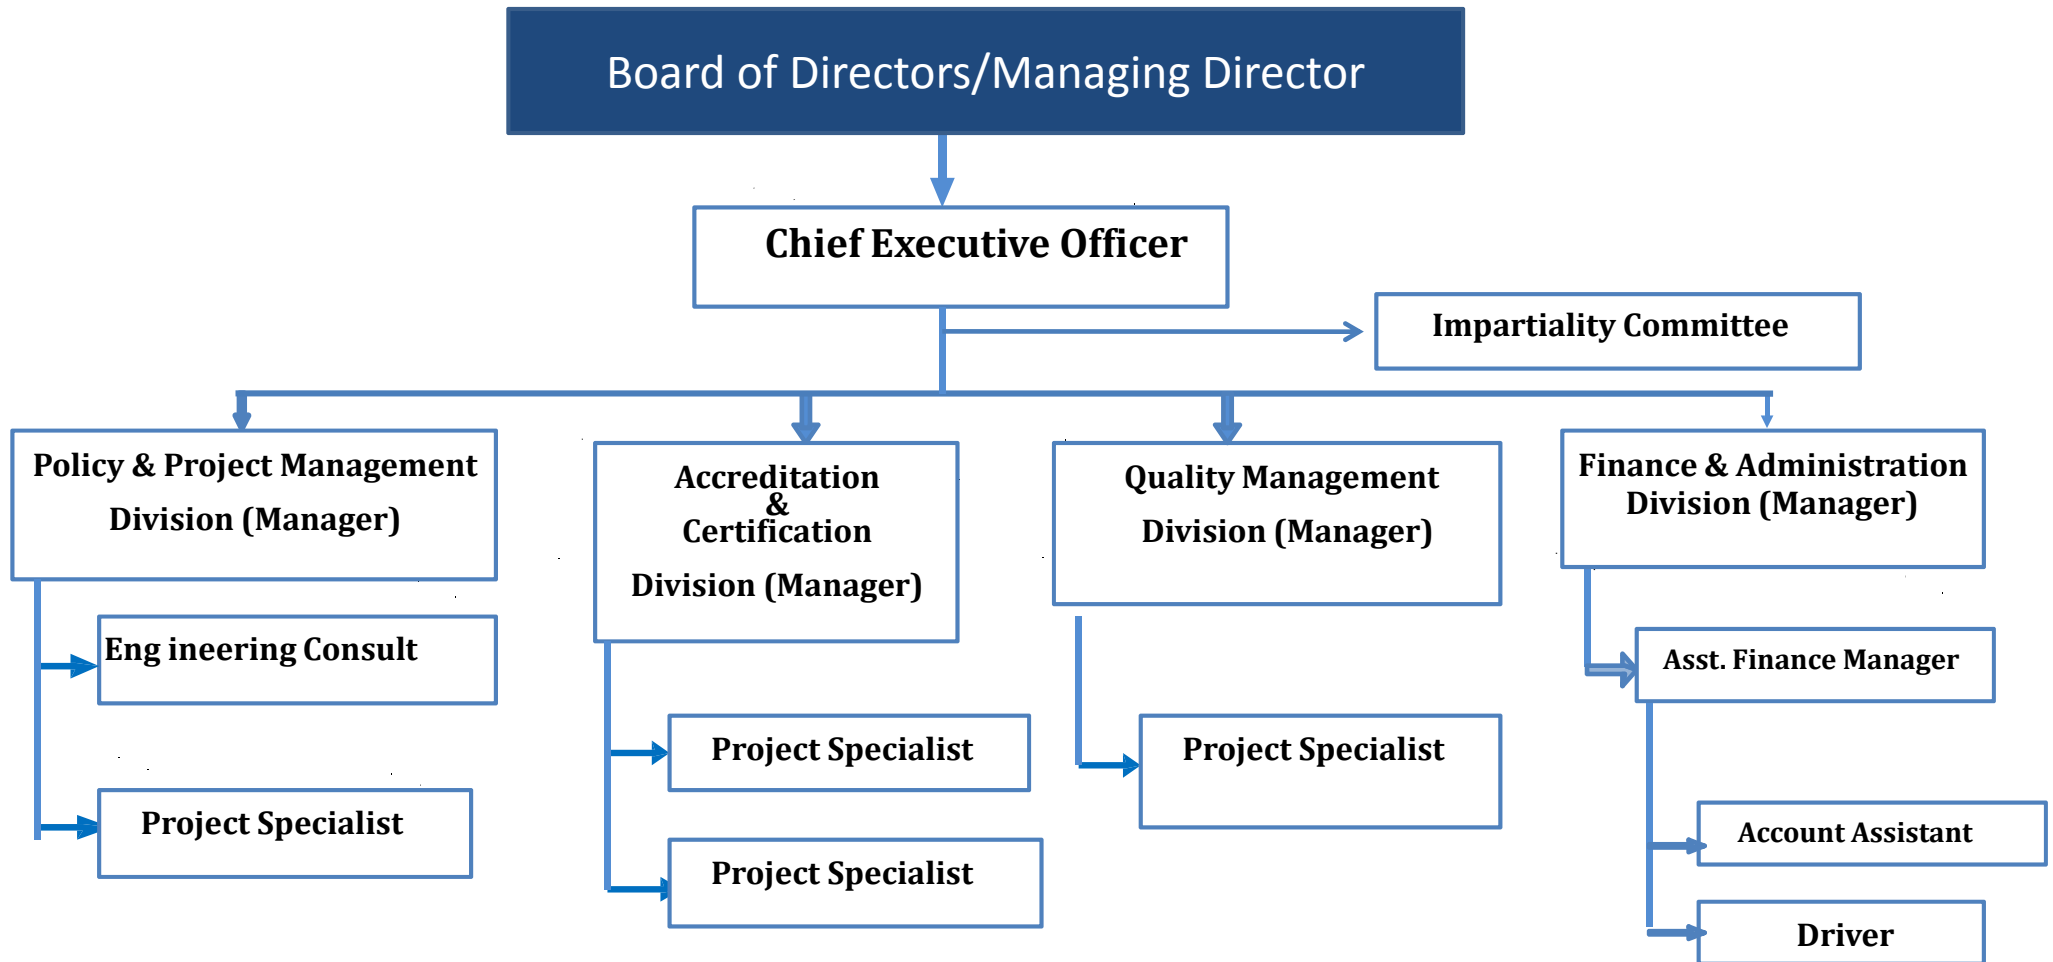 Board of Directors/Managing Director
Chief Executive Officer
Impartiality Committee
Policy & Project Management
Division (Manager)
Accreditation
&
Certification
Division (Manager)
Quality Management
Division (Manager)
Finance & Administration
Division (Manager)
Eng ineering Consult
Project Specialist
Project Specialist
Project Specialist
Project Specialist
Asst. Finance Manager
Account Assistant
Driver